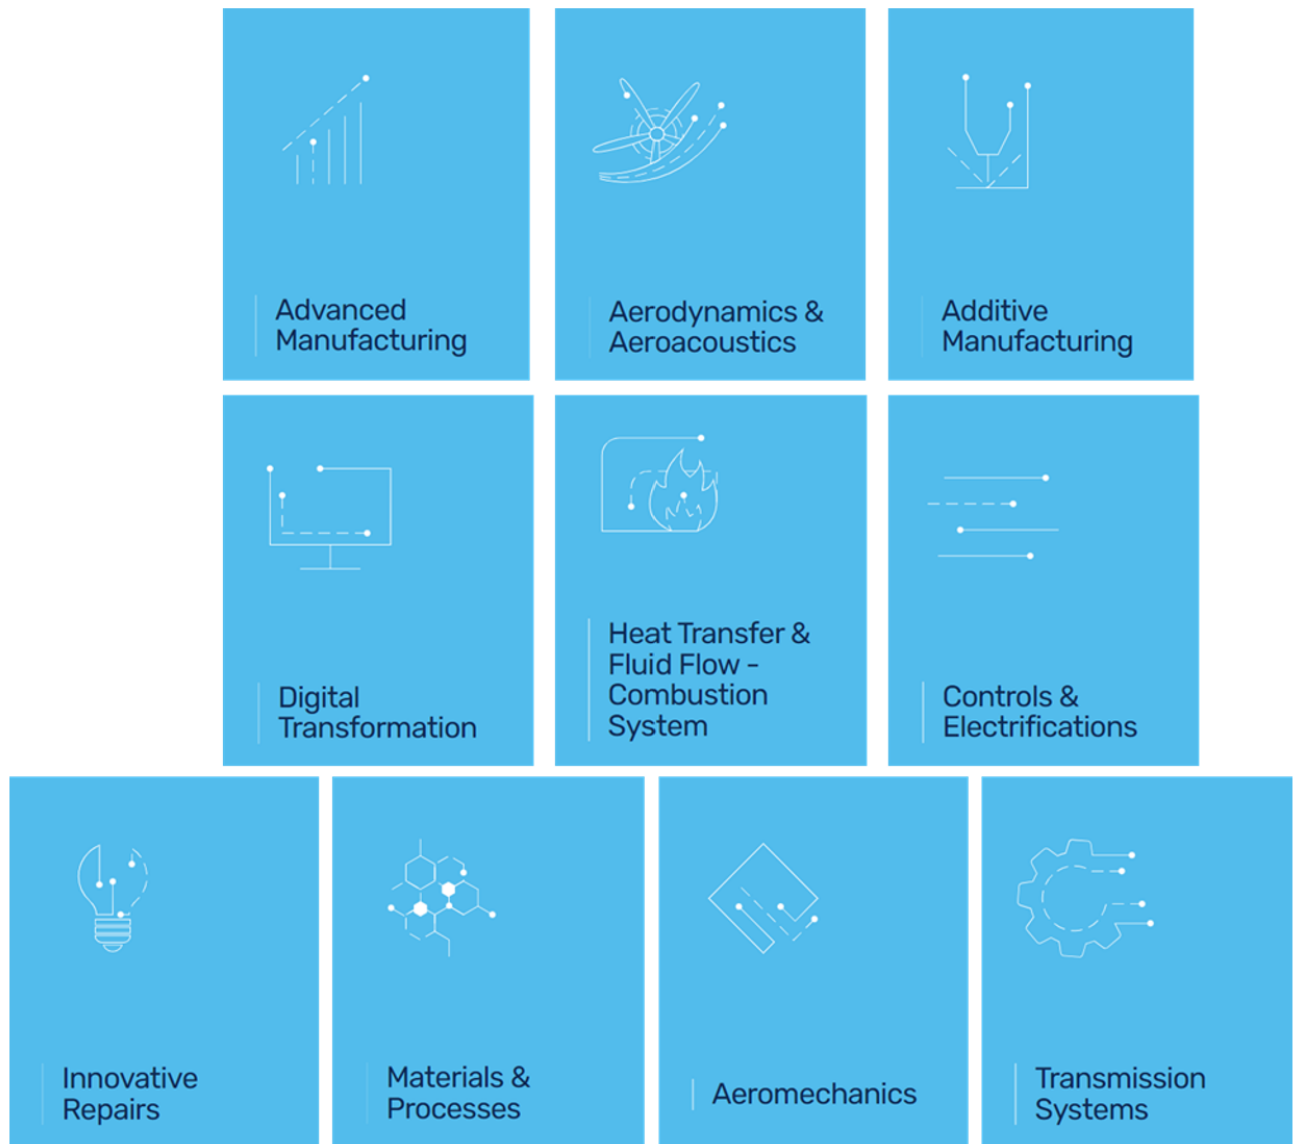 Advanced
Manufacturing
Aerodynamics &
Aeroacoustics
Additive
Manufacturing
Digital
Transformation
Heat Transfer &
Fluid Flow -
Combustion
System
Controls &
Electrifications
Innovative
Repairs
Materials &
Processes
Aeromechanics
Transmission
Systems